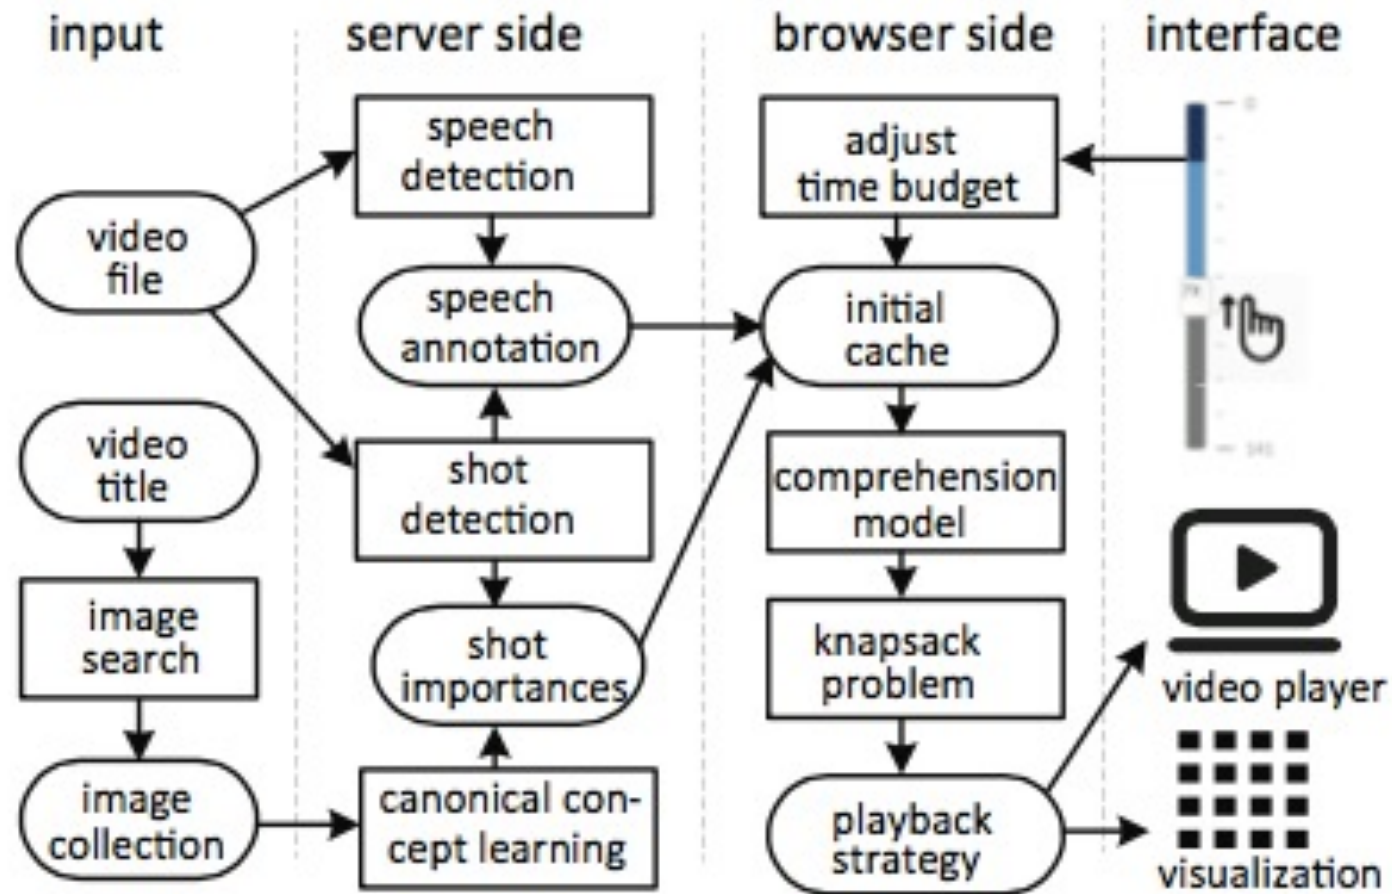 input
server side
browser side
interface
video
file
video
title
image
search
image
collection
speech
detection
speech
annotation
shot
detection
shot
importances
canonical con-
cept learning
adjust
time budget
initial
cache
comprehension
model
knapsack
problem
playback
strategy
0
video player
visualization